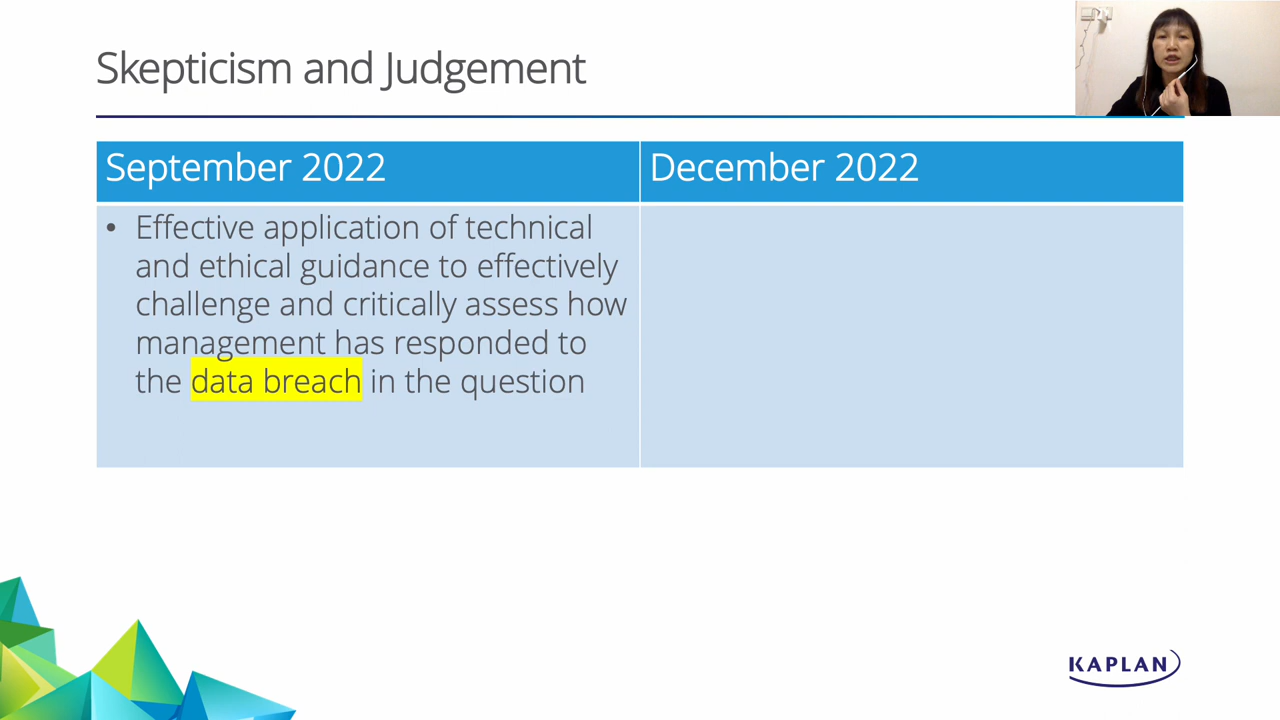 Skepticism and Judgement
September 2022
December 2022
• Effective application of technical
and ethical guidance to effectively
challenge and critically assess how
management has responded to
the data breach in the question
KAPLAN